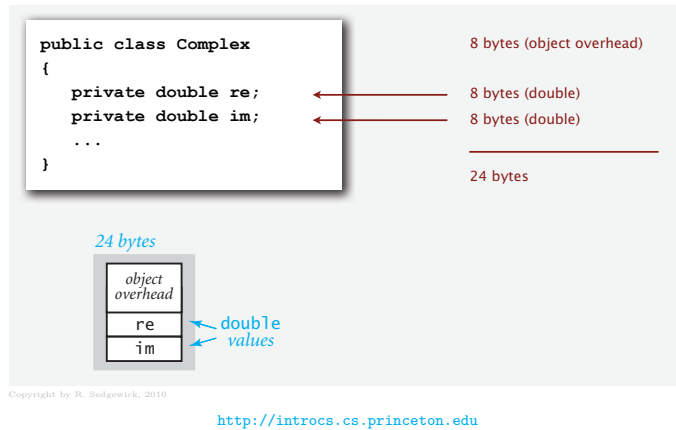 public class Complex
{
private double re;
private double im;
...
}
8 bytes (object overhead)
8 bytes (double)
8 bytes (double)
24 bytes
24 bytes
object
overhead
re
im
double
values
Copyright by R. Sedgewick, 2010
http://introcs.cs.princeton.edu